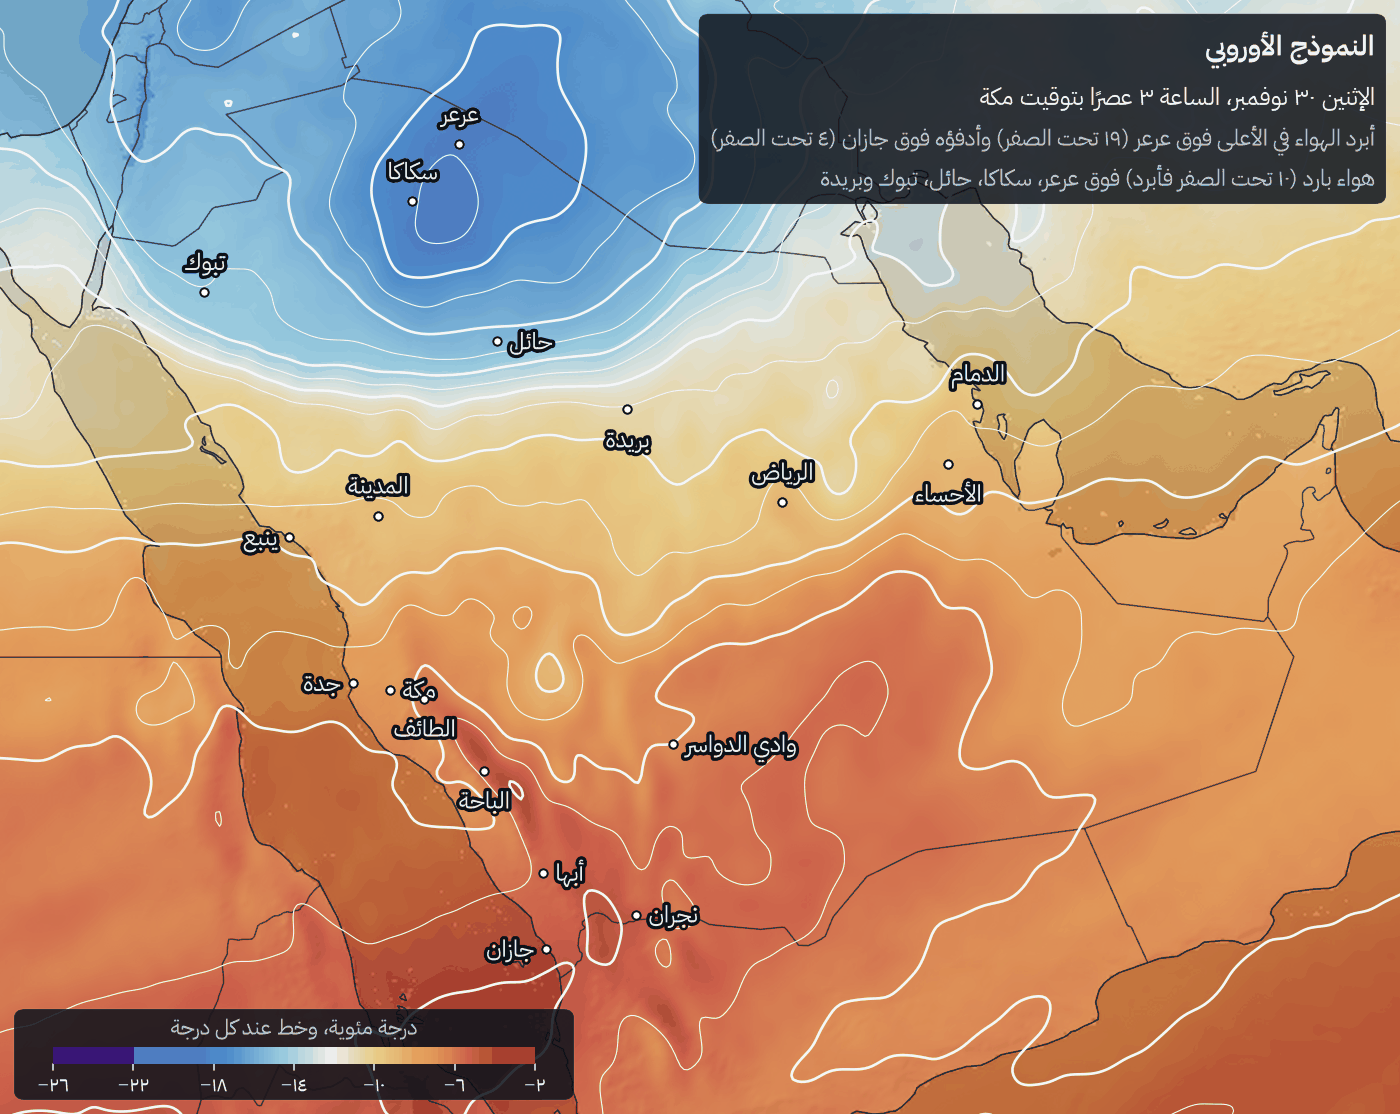 النموذج الأوروبي
الإثنين ٣٠ نوفمبر، الساعة ٣ عصرًا بتوقيت مكة
أبرد الهواء في الأعلى فوق عرعر (١٩ تحت الصفر) وأدفؤه فوق جازان (٤ تحت الصفر)
هواء بارد (١٠ تحت الصفر فأبرد) فوق عرعر، سكاكا، حائل، تبوك وبريدة
عرعر
سكاكا
تبوك
حائل
الدمام
بريدة
الرياض
المدينة
الأحساء
ينبع
مكة
جدة
الطائف
وادي الدواسر
الباحة
أبها
نجران
جازان
درجة مئوية، وخط عند كل درجة
−٢٦ −٢٢ −١٨ −١٤ −١٠ −٦ −٢